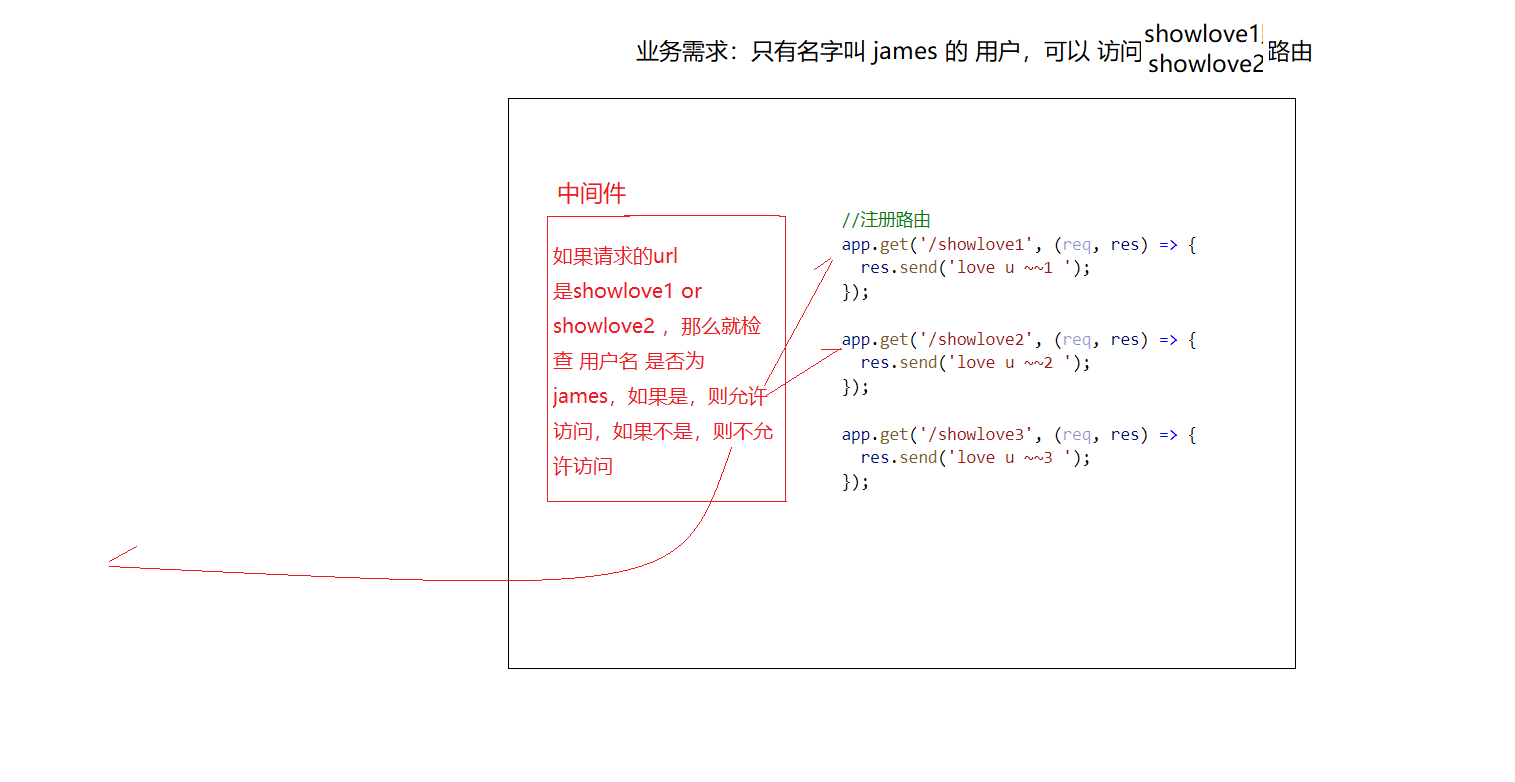 业务需求：只有名字叫 james 的 用户，可以 访问 showlove1 showlove2 路由
中间件
如果请求的url
是showlove1 or
showlove2 ，那么就检
查 用户名 是否为
james，如果是，则允许
访问，如果不是，则不允
许访问
//注册路由
app.get('/showlove1', (req, res) => {
  res.send('love u ~~1 ');
});
app.get('/showlove2', (req, res) => {
  res.send('love u ~~2 ');
});
app.get('/showlove3', (req, res) => {
  res.send('love u ~~3 ');
});